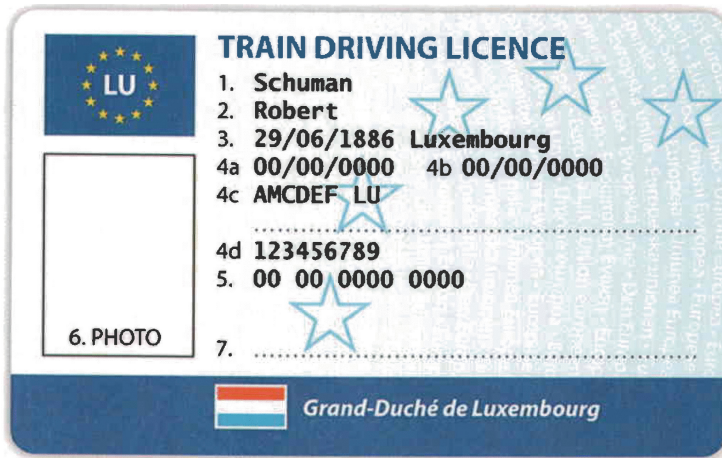 LU
TRAIN DRIVING LICENCE
1. Schuman
2. Robert
3. 29/06/1886 Luxembourg
4a 00/00/0000 4b 00/00/0000
4c AMCDEF LU
4d 123456789
5. 00 00 0000 0000
6. PHOTO
7.
Grand-Duché de Luxembourg